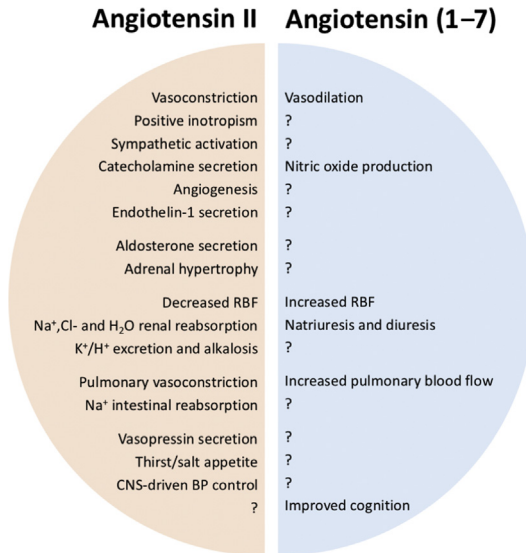 Angiotensin II Angiotensin (1–7)
Vasoconstriction Vasodilation
Positive inotropism ?
Sympathetic activation ?
Catecholamine secretion Nitric oxide production
Angiogenesis ?
Endothelin-1 secretion ?
Aldosterone secretion ?
Adrenal hypertrophy ?
Decreased RBF Increased RBF
Na⁺,Cl- and H₂O renal reabsorption Natriuresis and diuresis
K⁺/H⁺ excretion and alkalosis ?
Pulmonary vasoconstriction Increased pulmonary blood flow
Na⁺ intestinal reabsorption ?
Vasopressin secretion ?
Thirst/salt appetite ?
CNS-driven BP control ?
? Improved cognition